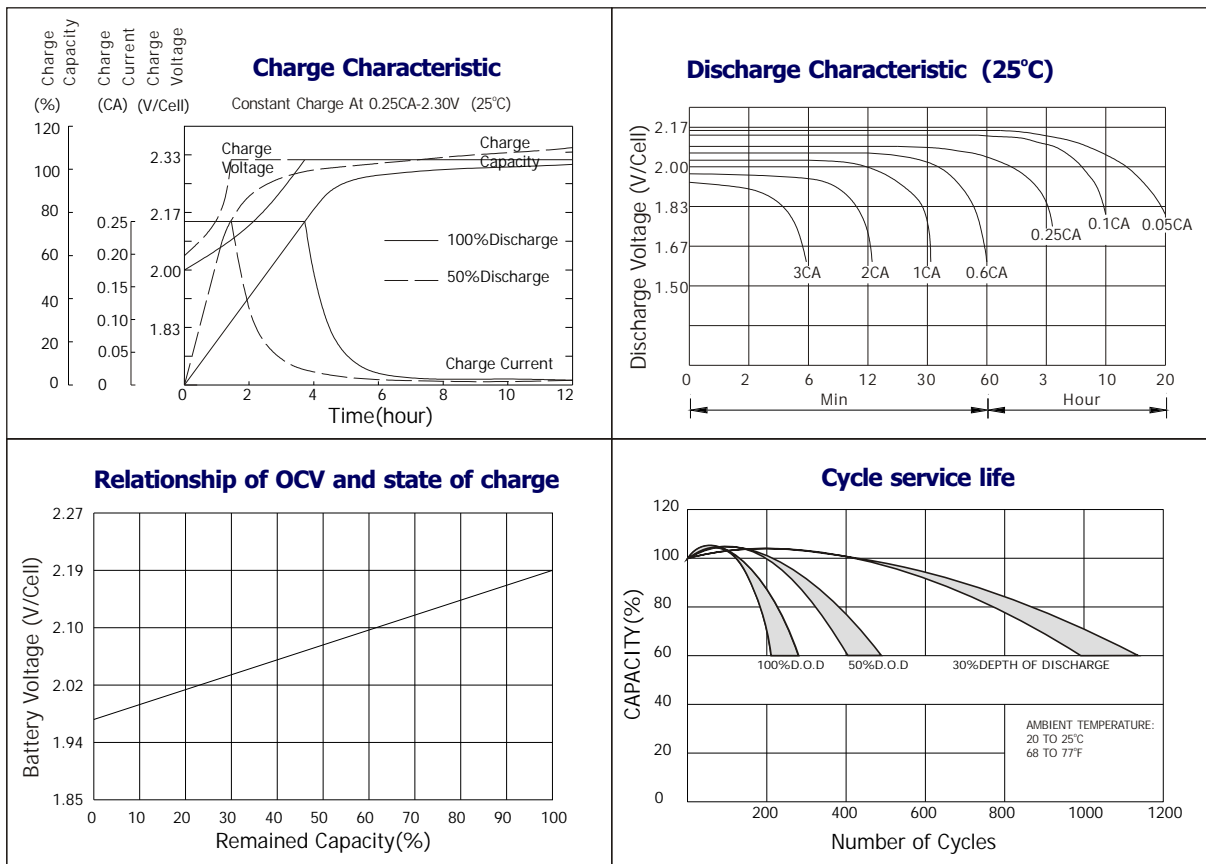 Charge
Capacity
Charge
Current
Charge
Voltage
(%)
(CA)
(V/Cell)
Charge Characteristic
Constant Charge At 0.25CA-2.30V (25°C)
120
100
80
60
40
20
0
0.25
0.20
0.15
0.10
0.05
0
2.33
2.17
2.00
1.83
Charge
Voltage
Charge
Capacity
100%Discharge
50%Discharge
Charge Current
0 2 4 6 8 10 12
Time(hour)
Discharge Characteristic (25°C)
Discharge Voltage (V/Cell)
2.17
2.00
1.83
1.67
1.50
3CA
2CA
1CA
0.6CA
0.25CA
0.1CA
0.05CA
0 2 6 12 30 60 3 10 20
Min
Hour
Relationship of OCV and state of charge
Battery Voltage (V/Cell)
2.27
2.19
2.10
2.02
1.94
1.85
0 10 20 30 40 50 60 70 80 90 100
Remained Capacity(%)
Cycle service life
CAPACITY(%)
120
100
80
60
40
20
0
100%D.O.D
50%D.O.D
30%DEPTH OF DISCHARGE
AMBIENT TEMPERATURE:
20 TO 25°C
68 TO 77°F
200 400 600 800 1000 1200
Number of Cycles